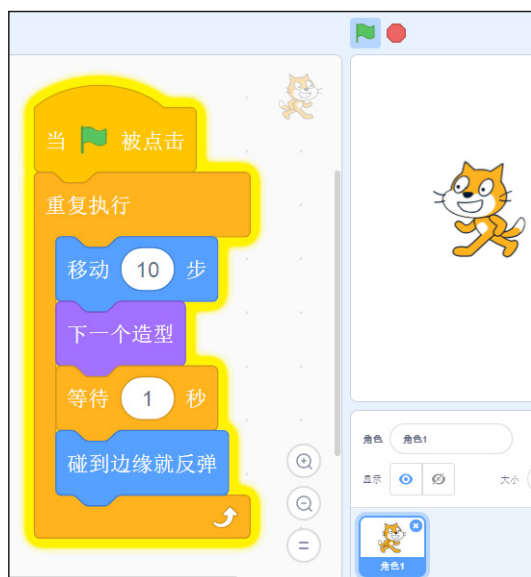 当 被点击
重复执行
移动 10 步
下一个造型
等待 1 秒
碰到边缘就反弹
角色 角色1
显示 大小
角色1